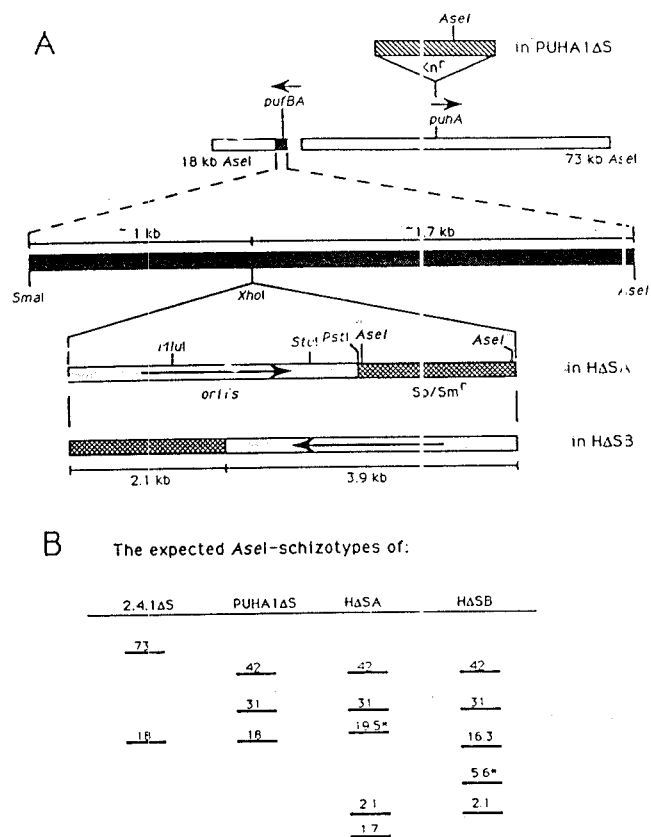 A
AseI
in PUHA1ΔS
Knʳ
pufBA
puhA
18 kb AseI
73 kb AseI
~1 kb
~1.7 kb
SmaI
XhoI
AseI
MluI
StuI
PstI
AseI
AseI
in HΔSA
Sp/Smʳ
in HΔSB
2.1 kb
3.9 kb
B
The expected AseI-schizotypes of:
2.4.1ΔS PUHA1ΔS HΔSA HΔSB
73
42 42 42
31 31 31
18 18 19.5* 16.3
5.6*
2.1 2.1
1.7